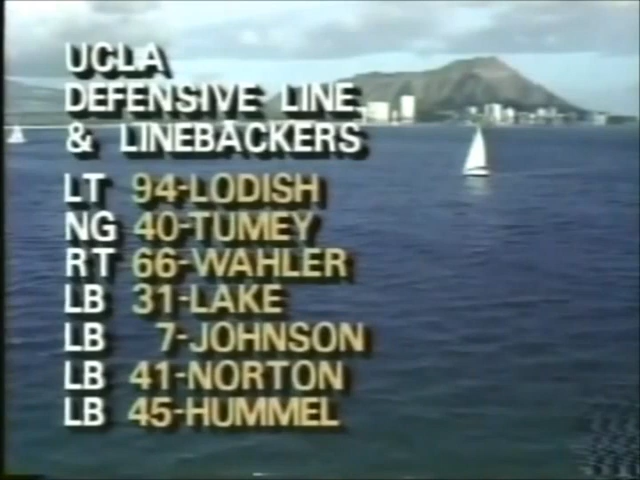 UCLA
DEFENSIVE LINE
& LINEBACKERS
LT 94-LODISH
NG 40-TUMEY
RT 66-WAHLER
LB 31-LAKE
LB 7-JOHNSON
LB 41-NORTON
LB 45-HUMMEL